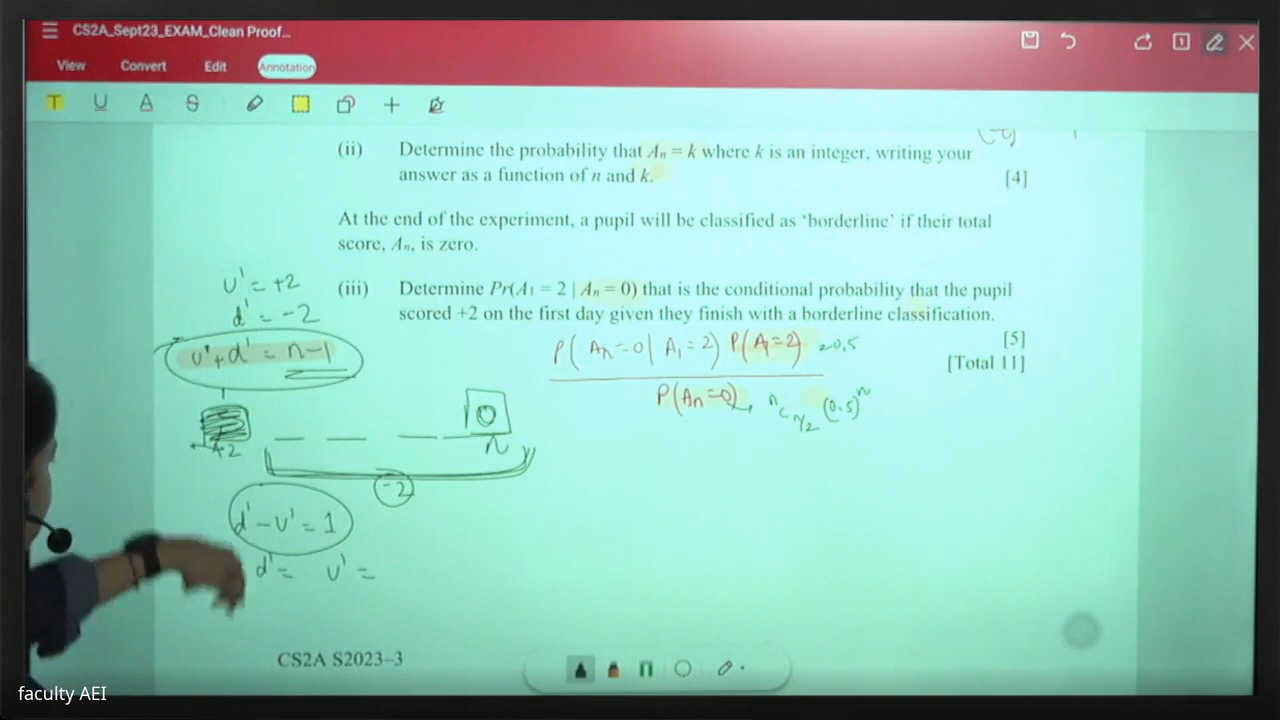 CS2A_Sept23_EXAM_Clean Proof...
View Convert Edit Annotation
(ii) Determine the probability that Aₙ = k where k is an integer, writing your
answer as a function of n and k. [4]
At the end of the experiment, a pupil will be classified as ‘borderline’ if their total
score, Aₙ, is zero.
(iii) Determine Pr(A₁ = 2 | Aₙ = 0) that is the conditional probability that the pupil
scored +2 on the first day given they finish with a borderline classification.
[5]
[Total 11]
u' = +2
d' = -2
u'+d' = n-1
P(An=0 | A₁=2) P(A₁=2) =0.5
P(An=0) → ⁿC n/2 (0.5)ⁿ
+2
0
n
-2
d' - u' = 1
d' = u' =
CS2A S2023–3
faculty AEI